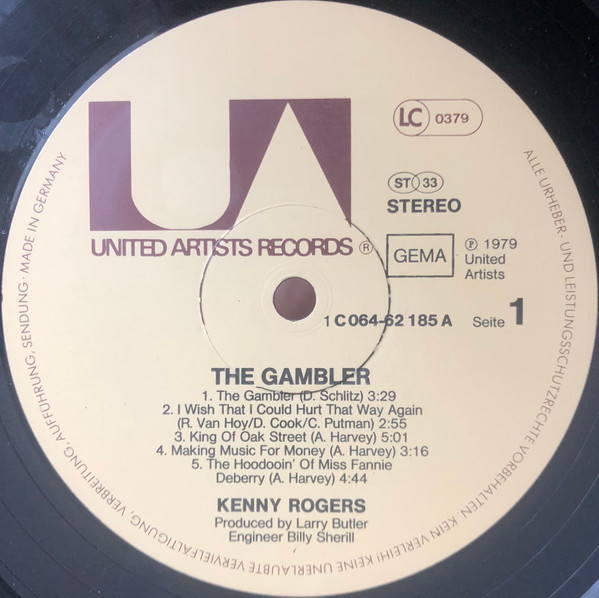 UA
UNITED ARTISTS RECORDS ®
LC 0379
ST 33
STEREO
GEMA
℗ 1979
United
Artists
1C 064-62 185 A
Seite 1
THE GAMBLER
1. The Gambler (D. Schlitz) 3:29
2. I Wish That I Could Hurt That Way Again
(R. Van Hoy/D. Cook/C. Putman) 2:55
3. King Of Oak Street (A. Harvey) 5:01
4. Making Music For Money (A. Harvey) 3:16
5. The Hoodooin' Of Miss Fannie
Deberry (A. Harvey) 4:44
KENNY ROGERS
Produced by Larry Butler
Engineer Billy Sherill
ALLE URHEBER- UND LEISTUNGSSCHUTZRECHTE VORBEHALTEN. KEIN VERLEIH! KEINE UNERLAUBTE VERVIELFÄLTIGUNG, VERBREITUNG, AUFFÜHRUNG, SENDUNG · MADE IN GERMANY